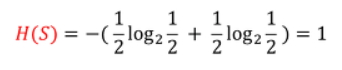 H(S) = −(1/2 log₂ 1/2 + 1/2 log₂ 1/2) = 1